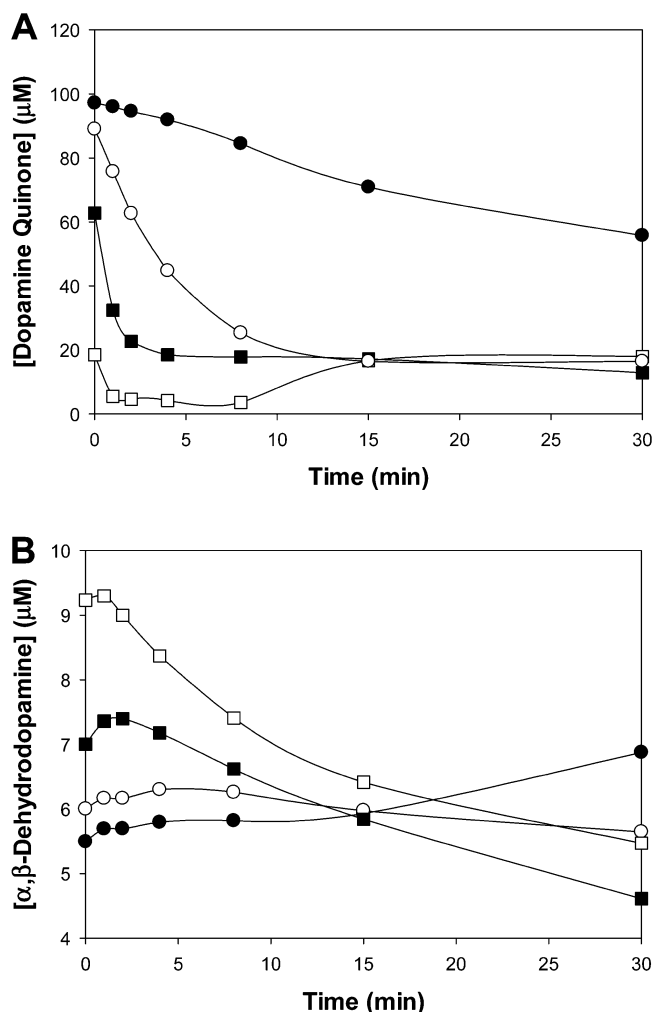 A
120
100
80
60
40
20
0
[Dopamine Quinone] (μM)
0 5 10 15 20 25 30
Time (min)
B
10
9
8
7
6
5
4
[α,β-Dehydrodopamine] (μM)
0 5 10 15 20 25 30
Time (min)